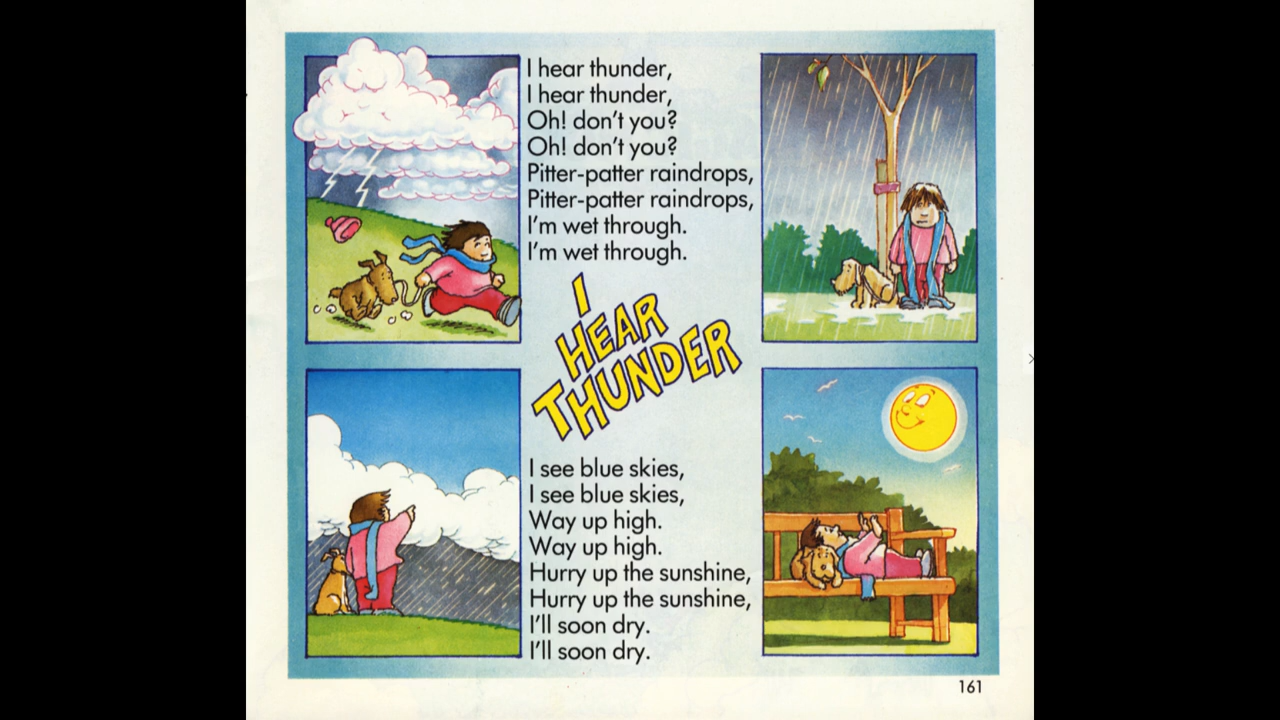 I hear thunder,
I hear thunder,
Oh! don't you?
Oh! don't you?
Pitter-patter raindrops,
Pitter-patter raindrops,
I'm wet through.
I'm wet through.
I
HEAR
THUNDER
I see blue skies,
I see blue skies,
Way up high.
Way up high.
Hurry up the sunshine,
Hurry up the sunshine,
I'll soon dry.
I'll soon dry.
161